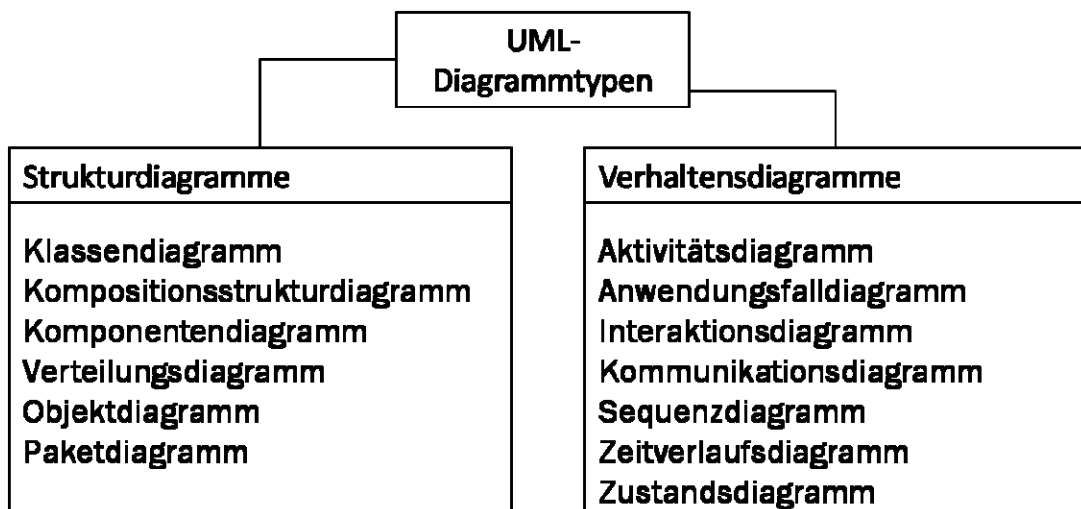 UML-
Diagrammtypen
Strukturdiagramme
Klassendiagramm
Kompositionsstrukturdiagramm
Komponentendiagramm
Verteilungsdiagramm
Objektdiagramm
Paketdiagramm
Verhaltensdiagramme
Aktivitätsdiagramm
Anwendungsfalldiagramm
Interaktionsdiagramm
Kommunikationsdiagramm
Sequenzdiagramm
Zeitverlaufsdiagramm
Zustandsdiagramm